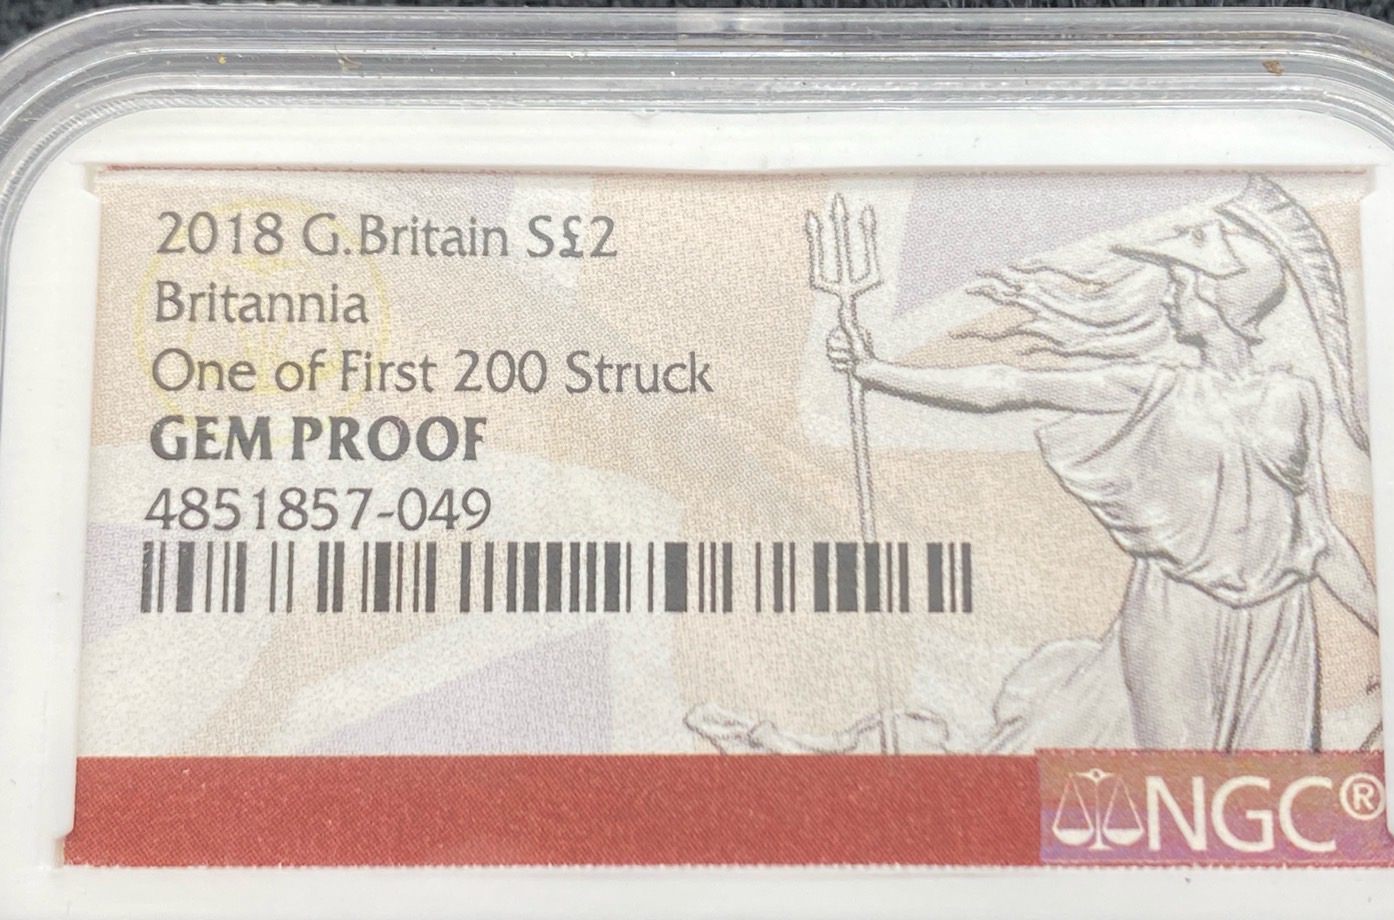 2018 G.Britain S£2
Britannia
One of First 200 Struck
GEM PROOF
4851857-049
NGC®